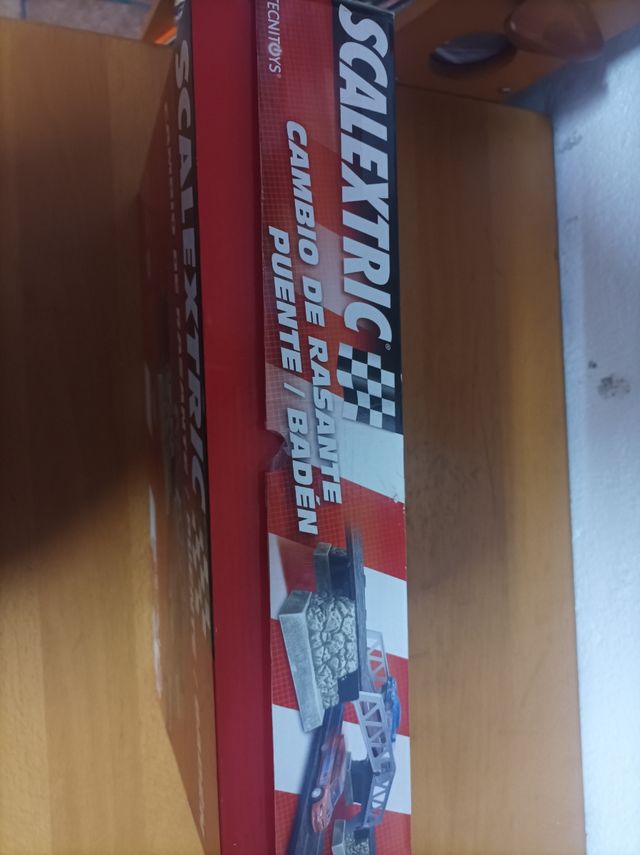 TECNITOYS®
SCALEXTRIC®
CAMBIO DE RASANTE
PUENTE / BADÉN
SCALEXTRIC